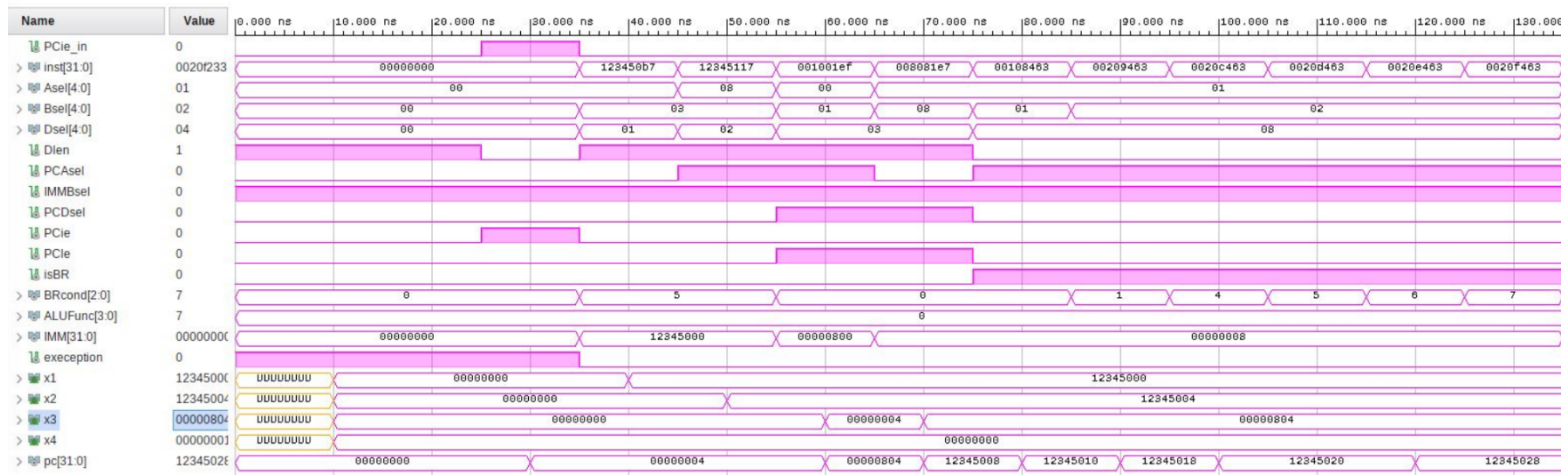 Name Value 0.000 ns 10.000 ns 20.000 ns 30.000 ns 40.000 ns 50.000 ns 60.000 ns 70.000 ns 80.000 ns 90.000 ns 100.000 ns 110.000 ns 120.000 ns 130.000
PCie_in 0
inst[31:0] 0020f233 00000000 123450b7 12345117 001001ef 008081e7 00108463 00209463 0020c463 0020d463 0020e463 0020f463
Asel[4:0] 01 00 08 00 01
Bsel[4:0] 02 00 03 01 08 01 02
Dsel[4:0] 04 00 01 02 03 08
DIen 1
PCAsel 0
IMMBsel 0
PCDsel 0
PCie 0
PCIe 0
isBR 0
BRcond[2:0] 7 0 5 0 1 4 5 6 7
ALUFunc[3:0] 7 0
IMM[31:0] 00000000 00000000 12345000 00000800 00000008
exeception 0
x1 12345000 UUUUUUUU 00000000 12345000
x2 12345004 UUUUUUUU 00000000 12345004
x3 00000804 UUUUUUUU 00000000 00000004 00000804
x4 00000001 UUUUUUUU 00000000
pc[31:0] 12345028 00000000 00000004 00000804 12345008 12345010 12345018 12345020 12345028